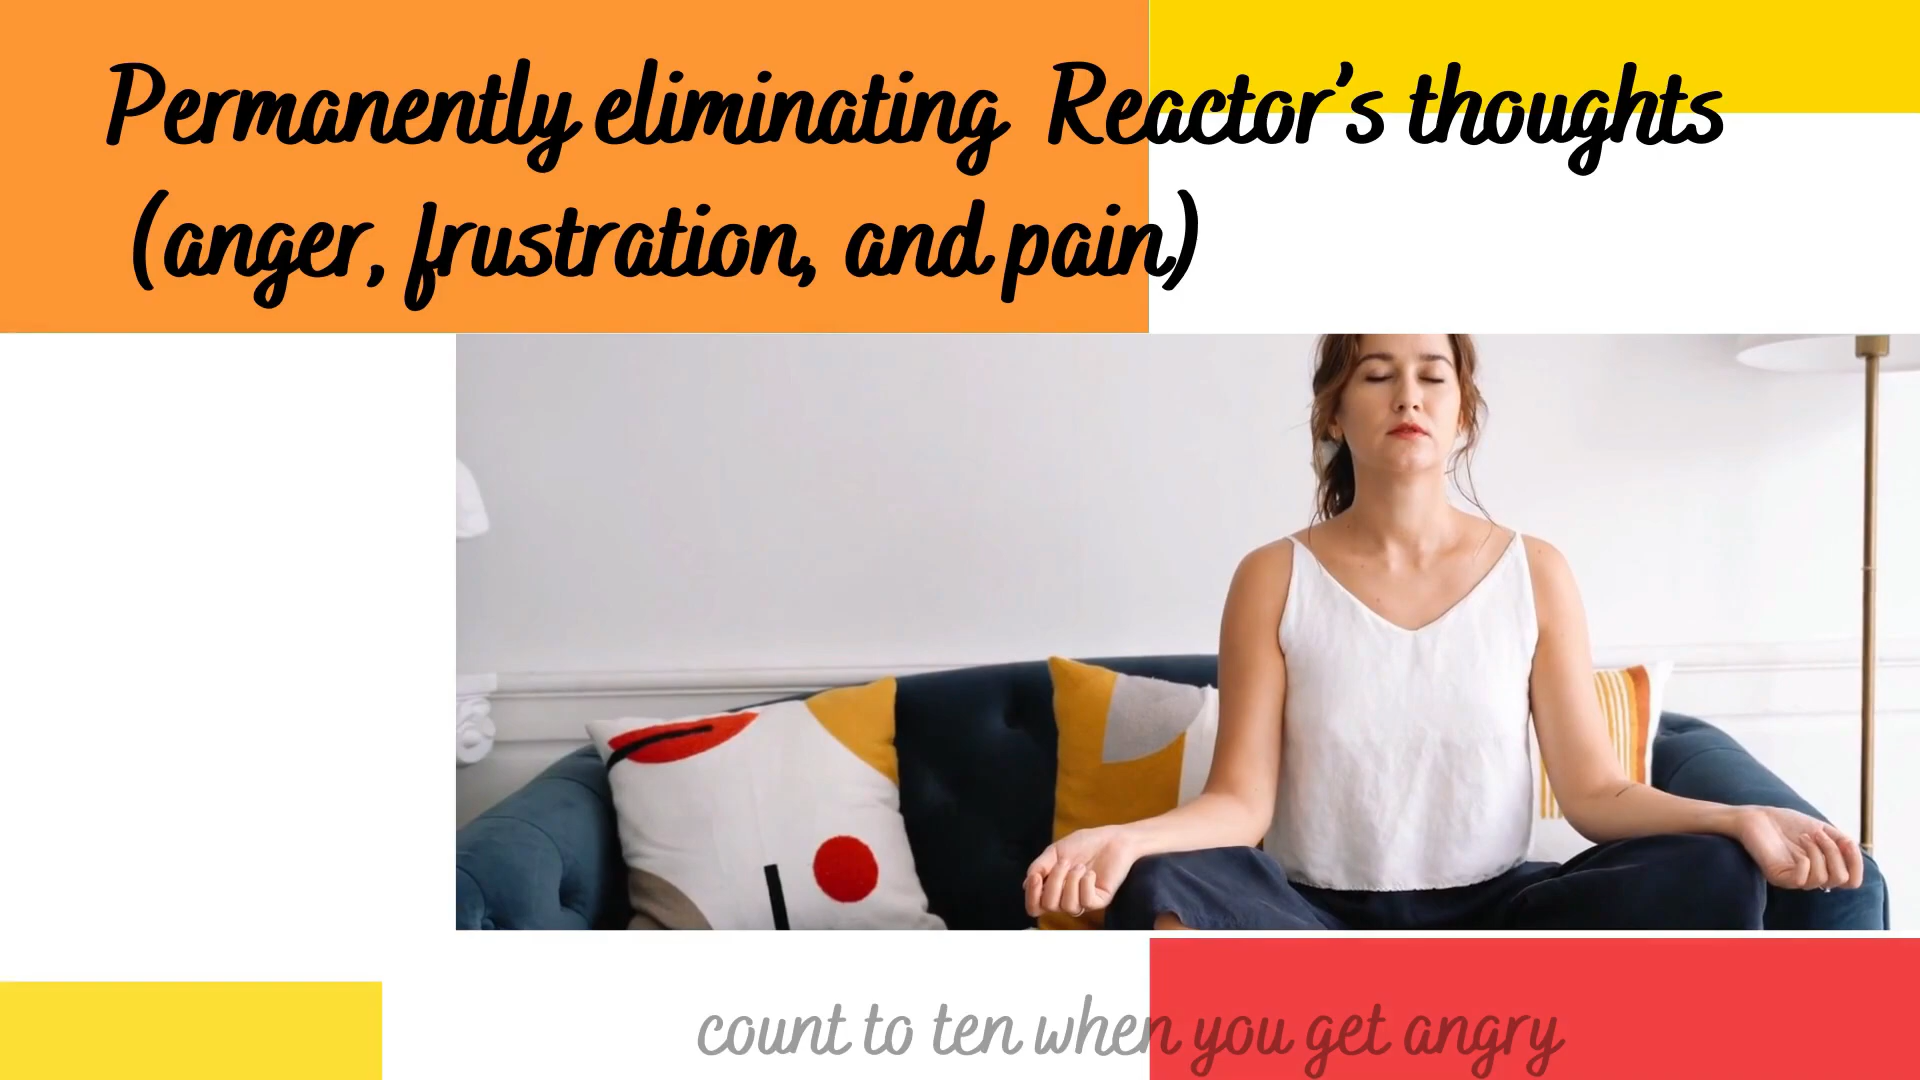 Permanently eliminating Reactor's thoughts
(anger, frustration, and pain)
count to ten when you get angry